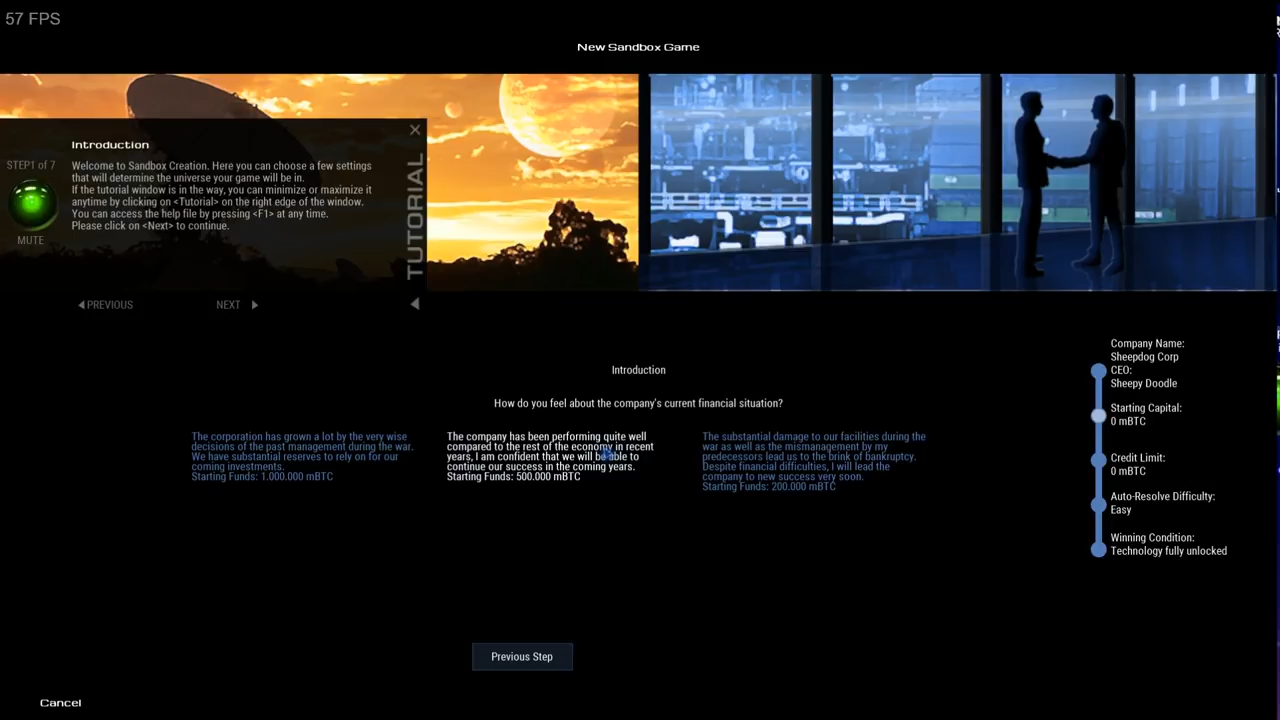 57 FPS
New Sandbox Game
Introduction
STEP1 of 7
Welcome to Sandbox Creation. Here you can choose a few settings
that will determine the universe your game will be in.
If the tutorial window is in the way, you can minimize or maximize it
anytime by clicking on <Tutorial> on the right edge of the window.
You can access the help file by pressing <F1> at any time.
Please click on <Next> to continue.
MUTE
TUTORIAL
PREVIOUS
NEXT
Introduction
How do you feel about the company's current financial situation?
The corporation has grown a lot by the very wise
decisions of the past management during the war.
We have substantial reserves to rely on for our
coming investments.
Starting Funds: 1.000.000 mBTC
The company has been performing quite well
compared to the rest of the economy in recent
years, I am confident that we will be able to
continue our success in the coming years.
Starting Funds: 500.000 mBTC
The substantial damage to our facilities during the
war as well as the mismanagement by my
predecessors lead us to the brink of bankruptcy.
Despite financial difficulties, I will lead the
company to new success very soon.
Starting Funds: 200.000 mBTC
Company Name:
Sheepdog Corp
CEO:
Sheepy Doodle
Starting Capital:
0 mBTC
Credit Limit:
0 mBTC
Auto-Resolve Difficulty:
Easy
Winning Condition:
Technology fully unlocked
Previous Step
Cancel